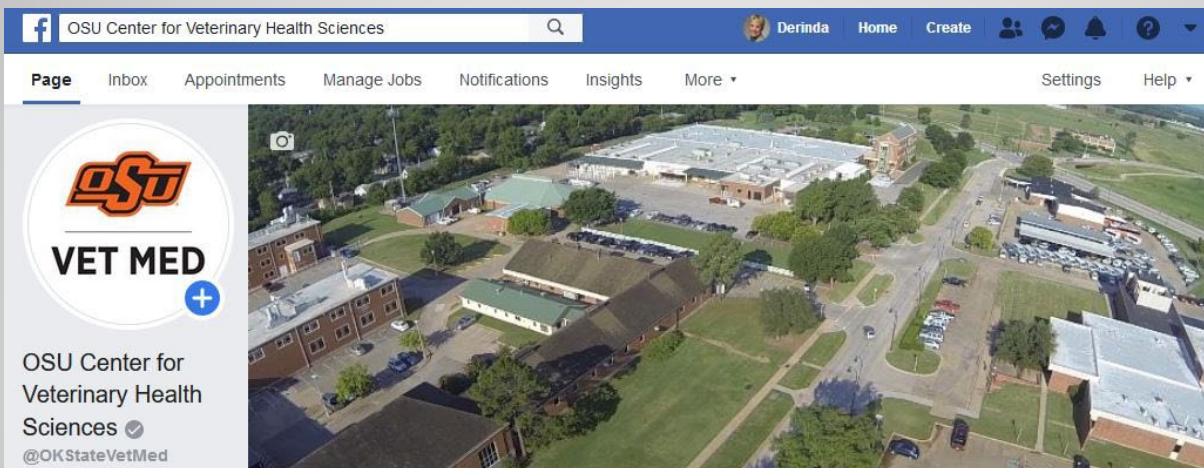 OSU Center for Veterinary Health Sciences
Derinda Home Create
Page Inbox Appointments Manage Jobs Notifications Insights More Settings Help
OSU
VET MED
OSU Center for
Veterinary Health
Sciences
@OKStateVetMed